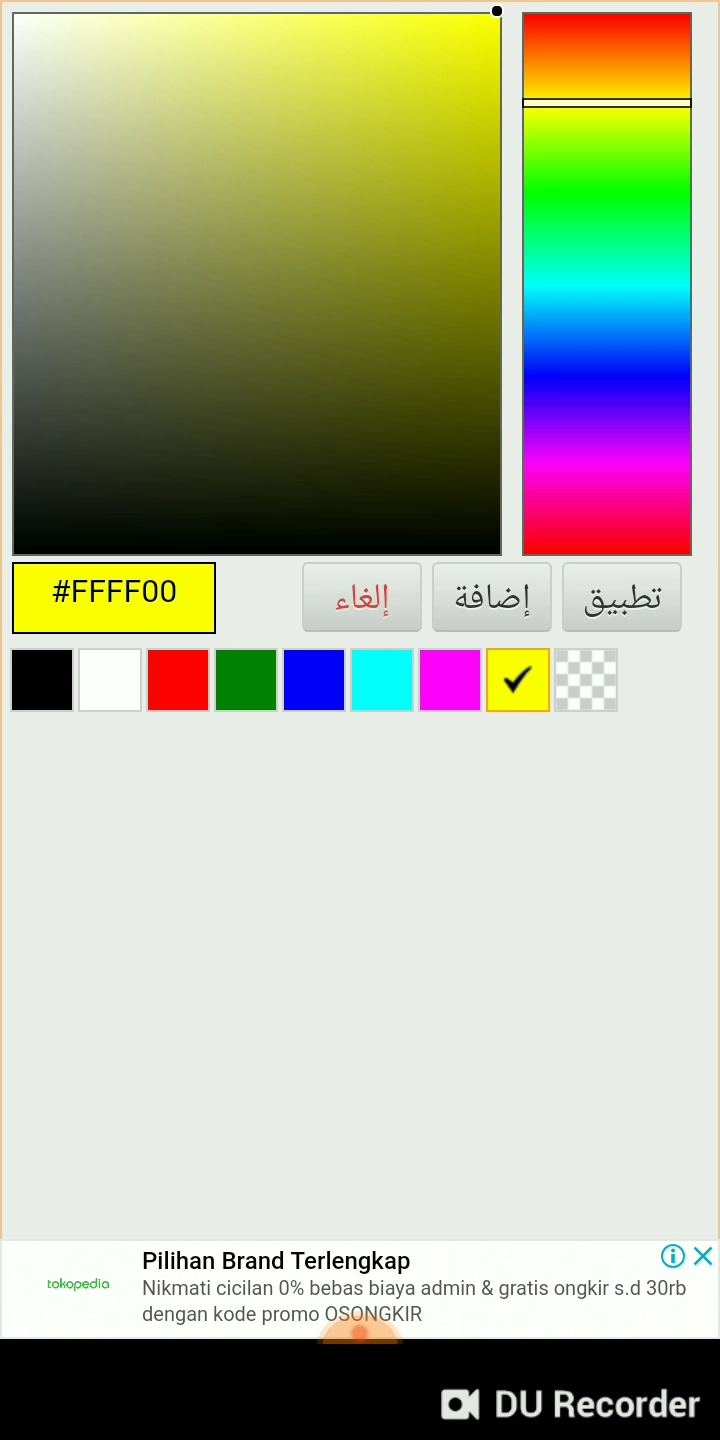 #FFFF00
تطبيق
إضافة
إلغاء
tokopedia
Pilihan Brand Terlengkap
Nikmati cicilan 0% bebas biaya admin & gratis ongkir s.d 30rb
dengan kode promo OSONGKIR
DU Recorder